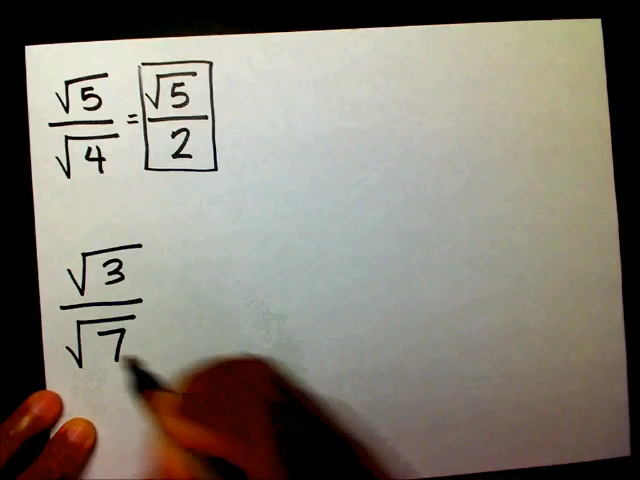 √5/√4 = √5/2
√3/√7